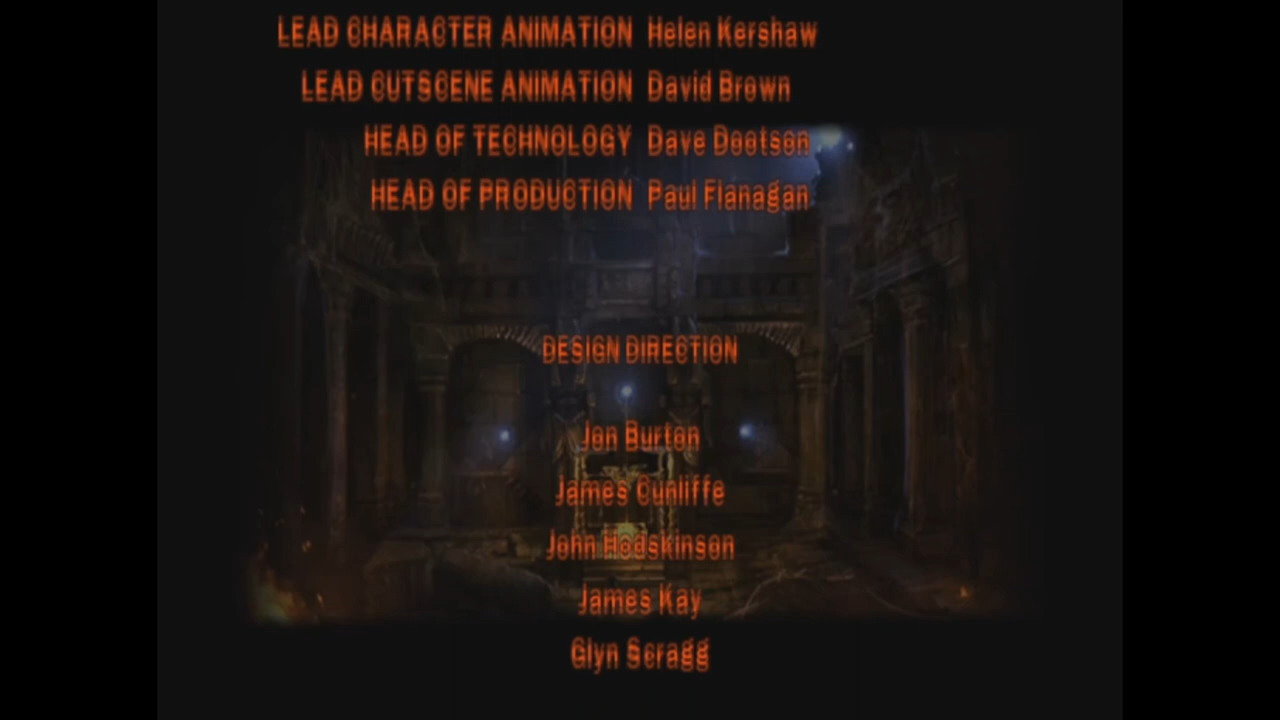 LEAD CHARACTER ANIMATION Helen Kershaw
LEAD CUTSCENE ANIMATION David Brown
HEAD OF TECHNOLOGY Dave Dootson
HEAD OF PRODUCTION Paul Flanagan
DESIGN DIRECTION
Jon Burton
James Cunliffe
John Hodskinson
James Kay
Glyn Scragg